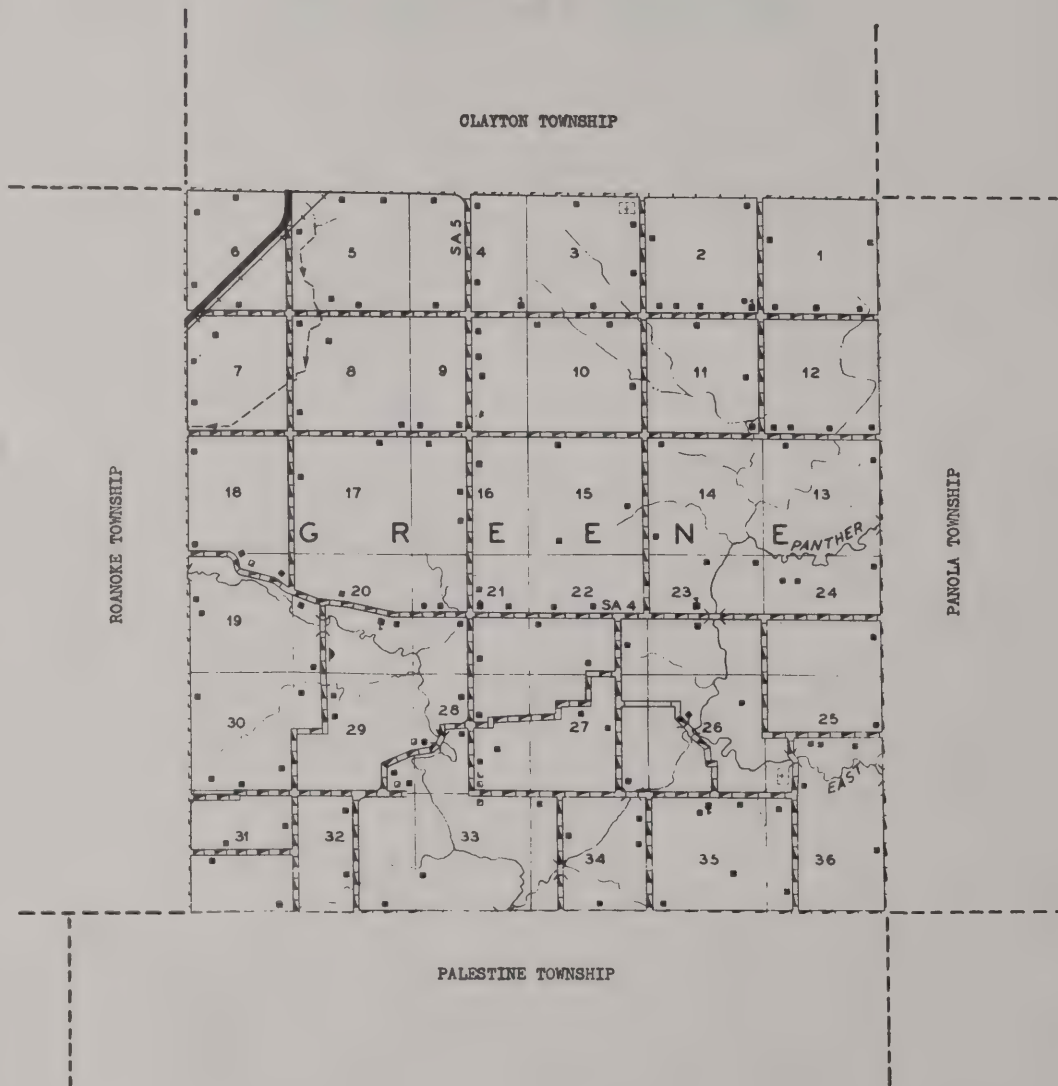 CLAYTON TOWNSHIP
6 5 SA 5 4 3 2 1
7 8 9 10 11 12
18 17 16 15 14 13
ROANOKE TOWNSHIP
GREENE
PANTHER
PANOLA TOWNSHIP
19 20 21 22 SA 4 23 24
30 29 28 27 26 25
EAST
31 32 33 34 35 36
PALESTINE TOWNSHIP